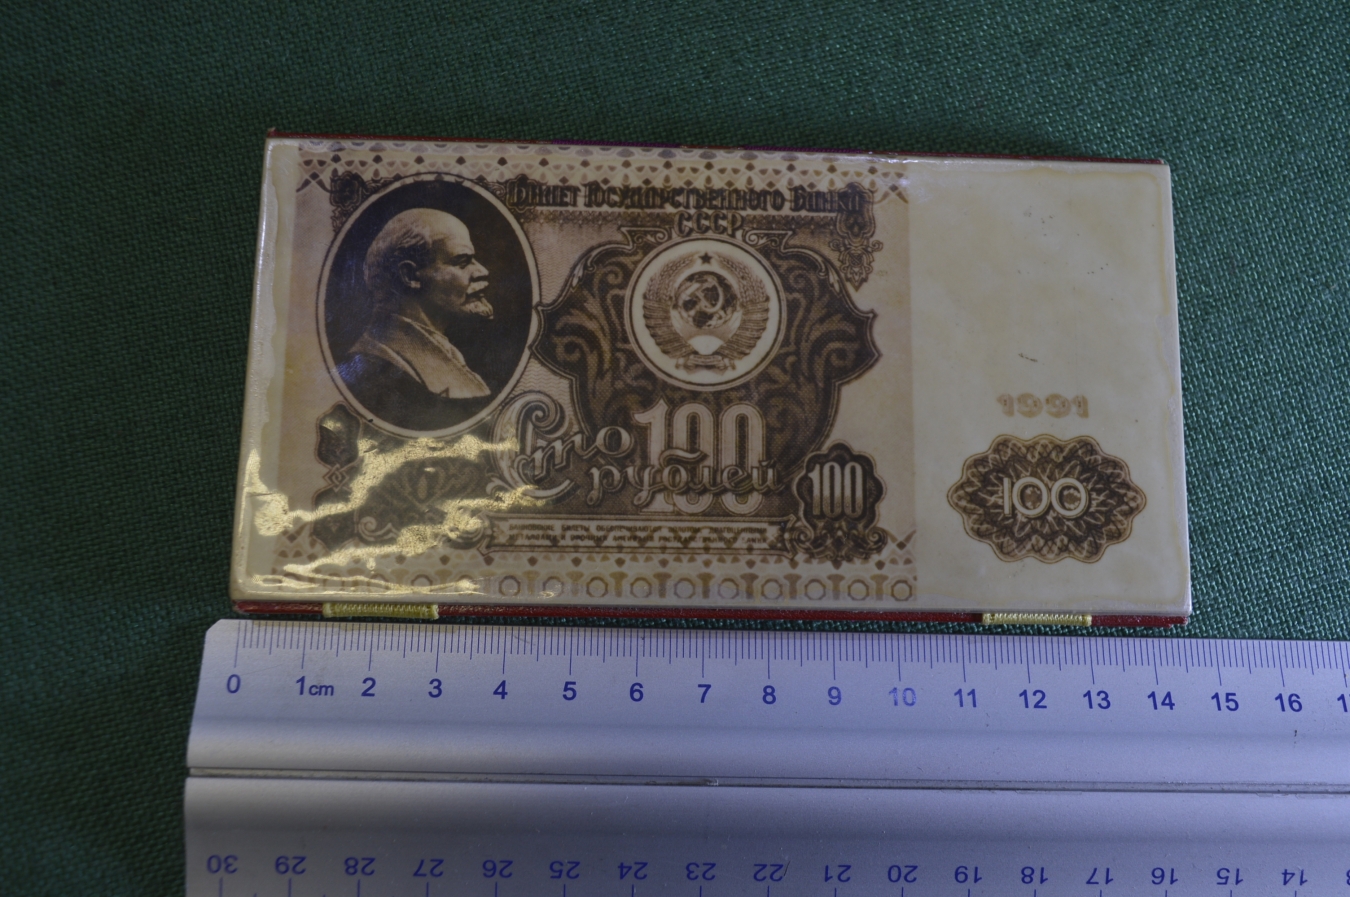 Билет Государственного Банка
СССР
1991
100
Сто
рублей
100
100
0 1cm 2 3 4 5 6 7 8 9 10 11 12 13 14 15 16
30 29 28 27 26 25 24 23 22 21 20 19 18 17 16 15 14